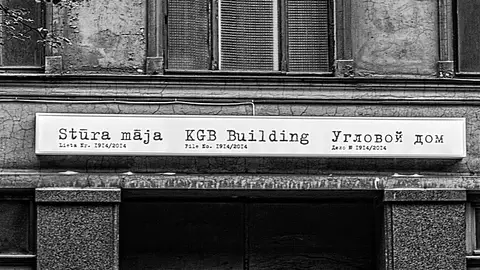 Stūra māja KGB Building Угловой дом
Lieta Nr. 1914/2014 File No. 1914/2014 Дело № 1914/2014